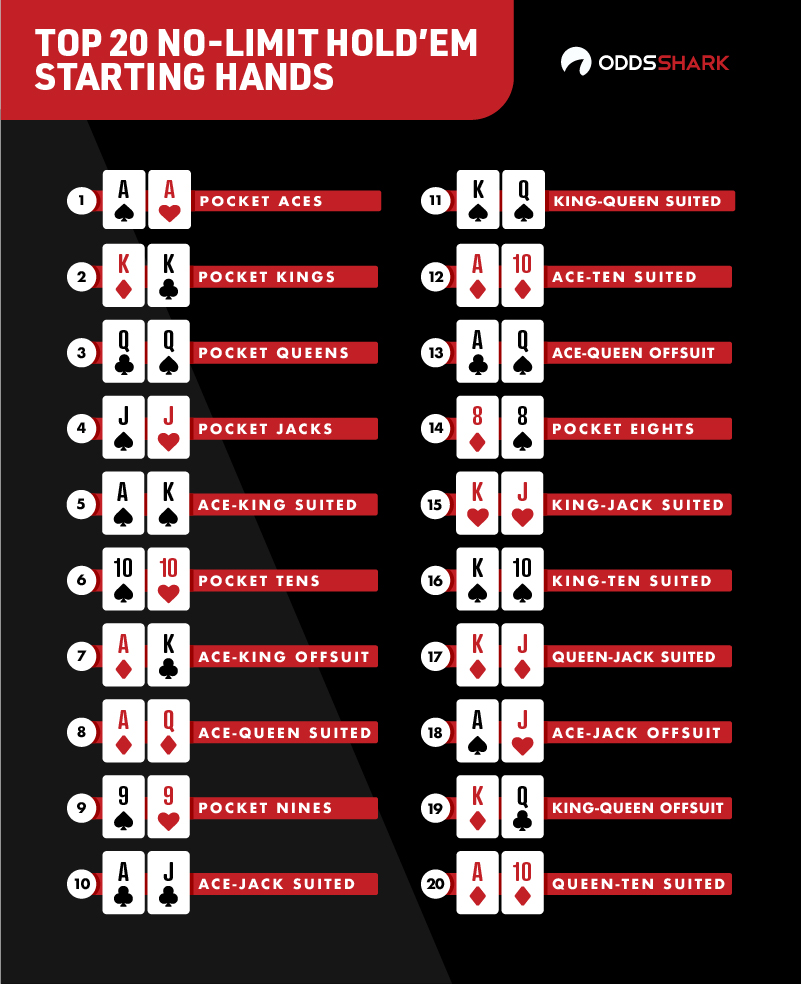 TOP 20 NO-LIMIT HOLD'EM
STARTING HANDS
ODDSSHARK
1 A A POCKET ACES
2 K K POCKET KINGS
3 Q Q POCKET QUEENS
4 J J POCKET JACKS
5 A K ACE-KING SUITED
6 10 10 POCKET TENS
7 A K ACE-KING OFFSUIT
8 A Q ACE-QUEEN SUITED
9 9 9 POCKET NINES
10 A J ACE-JACK SUITED
11 K Q KING-QUEEN SUITED
12 A 10 ACE-TEN SUITED
13 A Q ACE-QUEEN OFFSUIT
14 8 8 POCKET EIGHTS
15 K J KING-JACK SUITED
16 K 10 KING-TEN SUITED
17 K J QUEEN-JACK SUITED
18 A J ACE-JACK OFFSUIT
19 K Q KING-QUEEN OFFSUIT
20 A 10 QUEEN-TEN SUITED